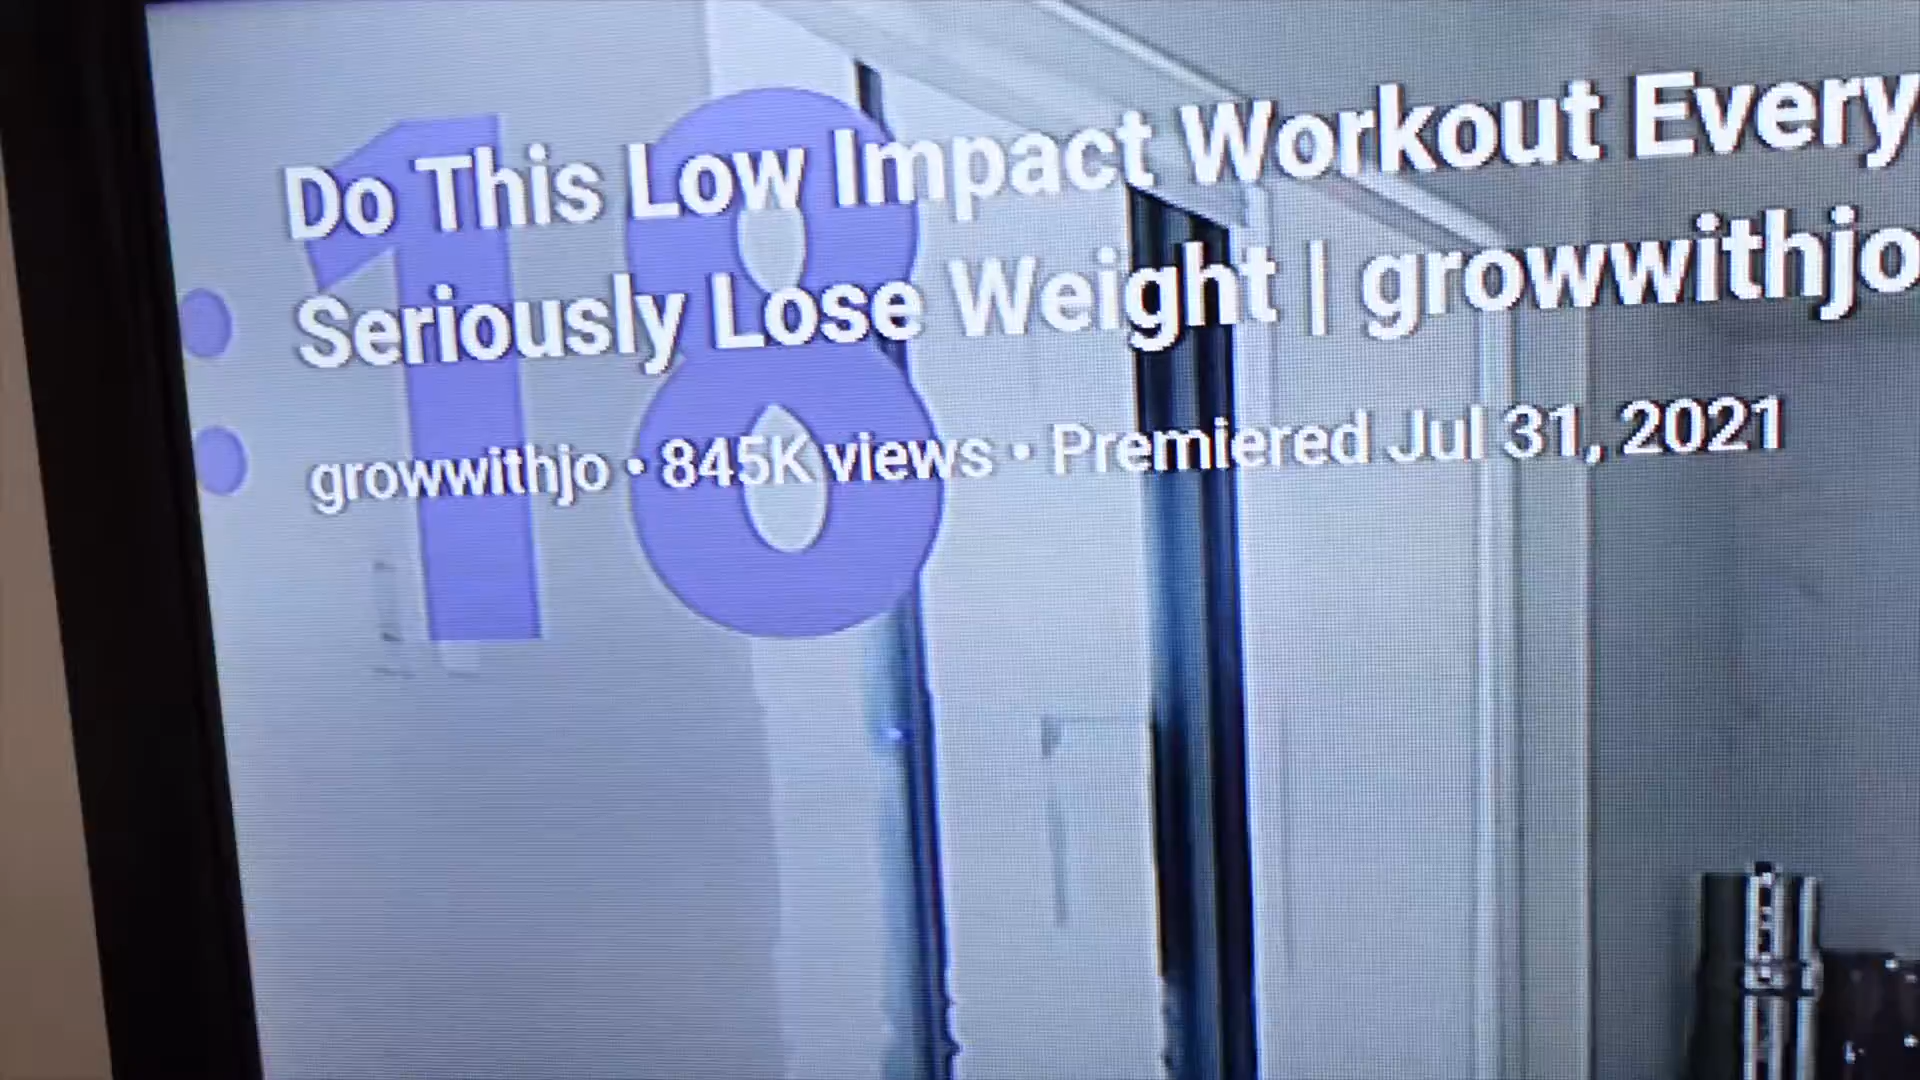 Do This Low Impact Workout Every
Seriously Lose Weight | growwithjo
growwithjo • 845K views • Premiered Jul 31, 2021
:18